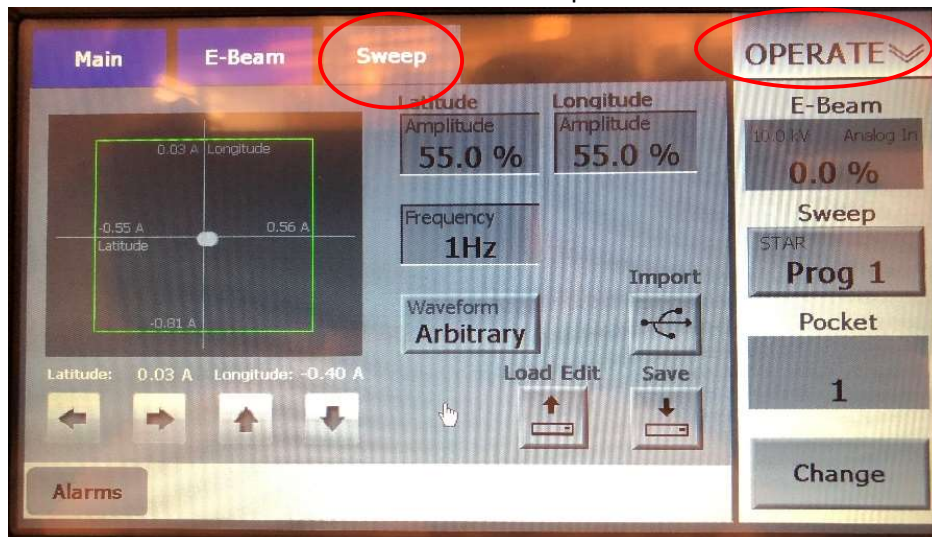 Main
E-Beam
Sweep
OPERATE
Latitude
Longitude
Amplitude
55.0 %
Amplitude
55.0 %
0.03 A Longitude
-0.55 A
Latitude
0.56 A
-0.81 A
Frequency
1Hz
Import
Waveform
Arbitrary
Latitude: 0.03 A Longitude: -0.40 A
Load Edit
Save
Alarms
E-Beam
10.0 kV Analog In
0.0 %
Sweep
STAR
Prog 1
Pocket
1
Change